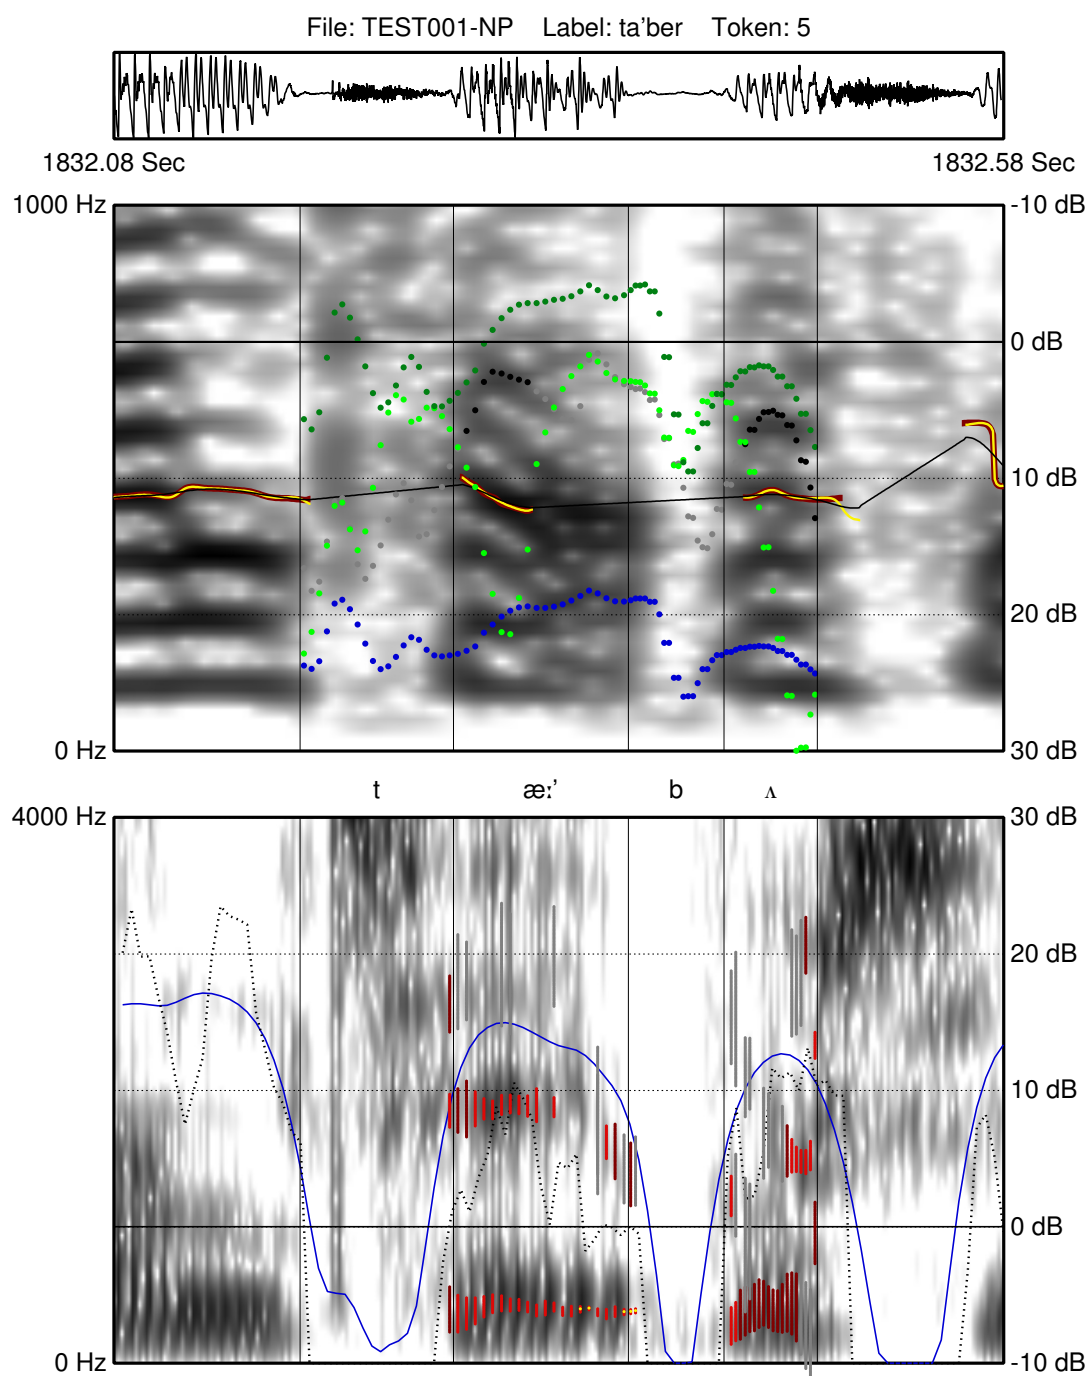 File: TEST001-NP Label: ta'ber Token: 5
1832.08 Sec 1832.58 Sec
1000 Hz -10 dB
0 dB
10 dB
20 dB
0 Hz 30 dB
t æː' b ʌ
4000 Hz 30 dB
20 dB
10 dB
0 dB
0 Hz -10 dB